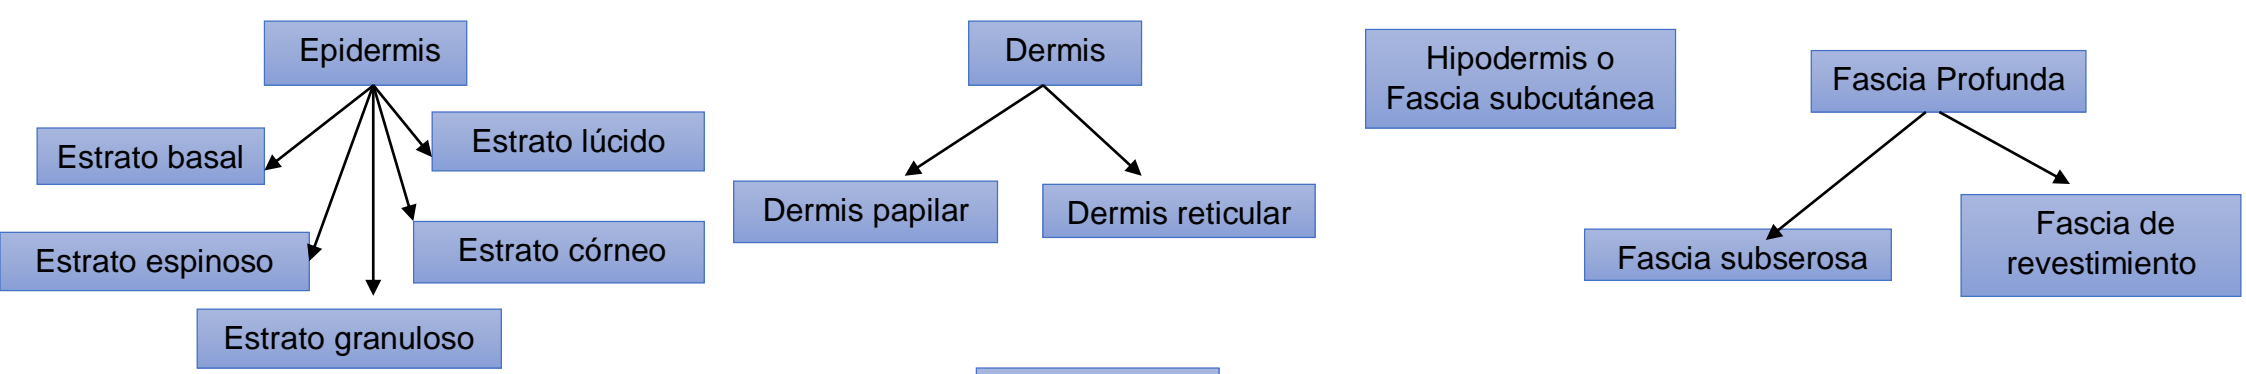 Epidermis
Estrato basal
Estrato lúcido
Estrato espinoso
Estrato córneo
Estrato granuloso
Dermis
Dermis papilar
Dermis reticular
Hipodermis o
Fascia subcutánea
Fascia Profunda
Fascia subserosa
Fascia de
revestimiento